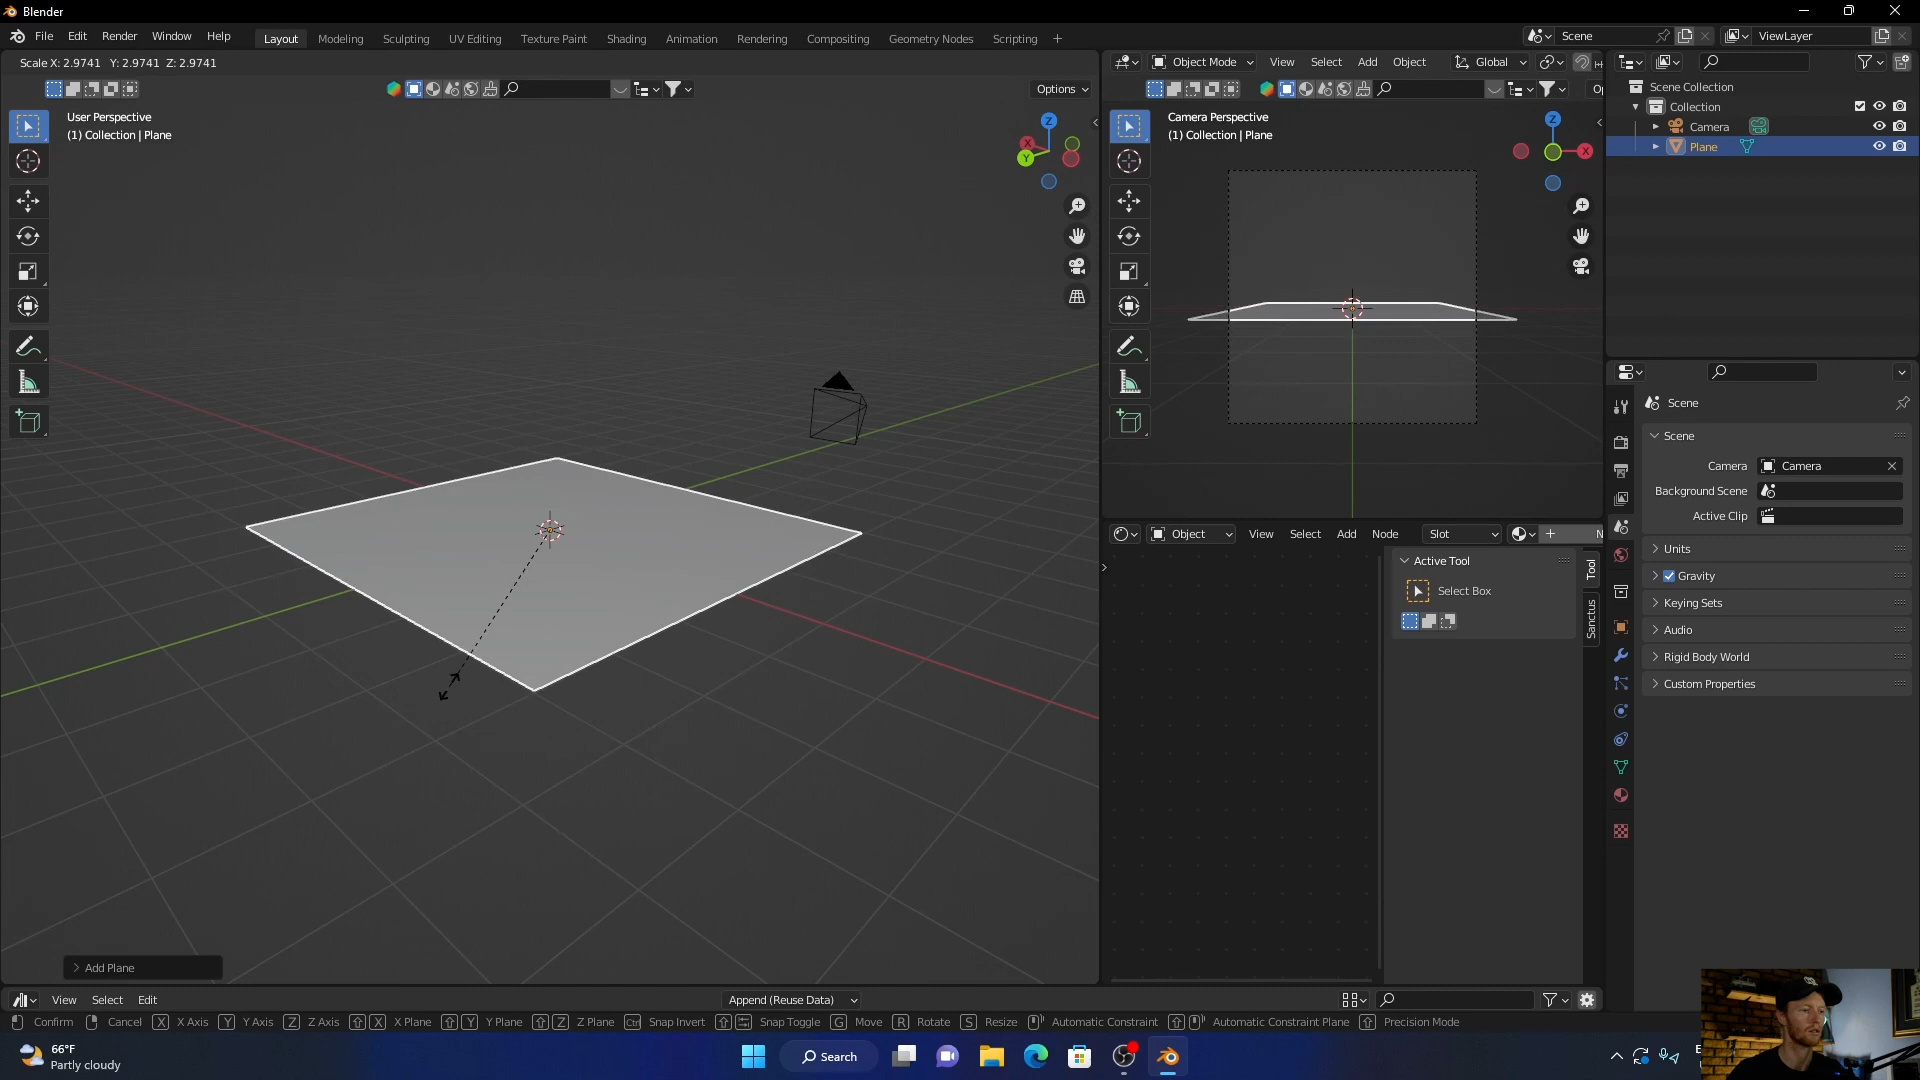 Blender
File Edit Render Window Help
Layout Modeling Sculpting UV Editing Texture Paint Shading Animation Rendering Compositing Geometry Nodes Scripting
Scene
ViewLayer
Scale X: 2.9741 Y: 2.9741 Z: 2.9741
Options
User Perspective
(1) Collection | Plane
Z
X
Y
Add Plane
Object Mode View Select Add Object Global
Camera Perspective
(1) Collection | Plane
Z
X
Object View Select Add Node Slot
Active Tool
Select Box
Tool
Sanctus
Scene Collection
Collection
Camera
Plane
Scene
Scene
Camera Camera
Background Scene
Active Clip
Units
Gravity
Keying Sets
Audio
Rigid Body World
Custom Properties
View Select Edit
Append (Reuse Data)
Confirm Cancel X X Axis Y Y Axis Z Z Axis X X Plane Y Y Plane Z Z Plane Ctrl Snap Invert Snap Toggle G Move R Rotate S Resize Automatic Constraint Automatic Constraint Plane Precision Mode
66°F
Partly cloudy
Search